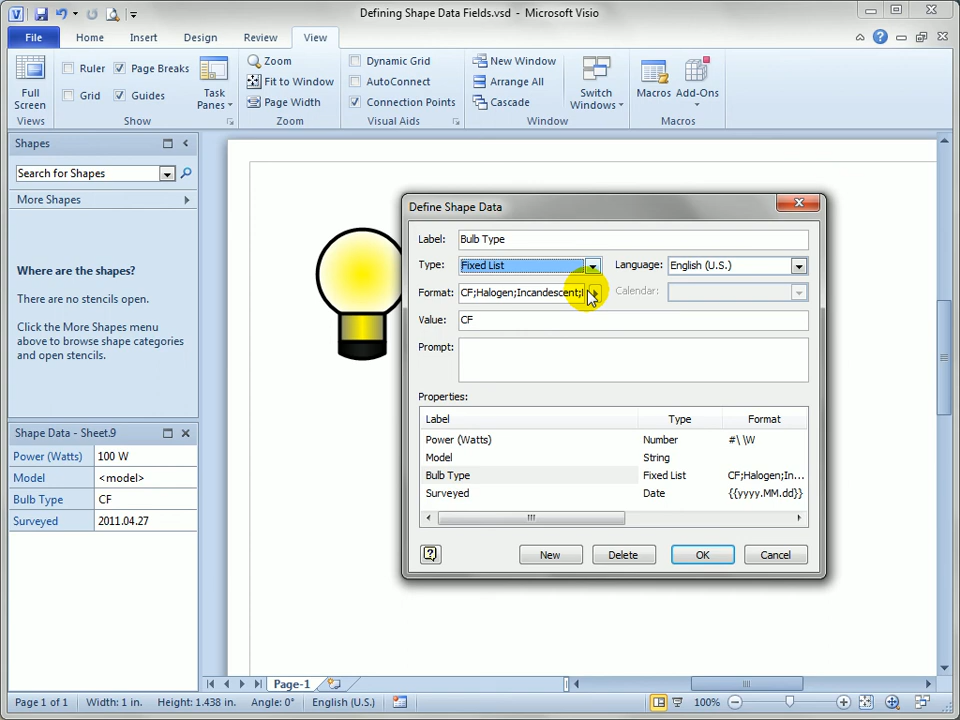 Defining Shape Data Fields.vsd - Microsoft Visio
File Home Insert Design Review View
Full Screen
Views
Ruler Page Breaks
Grid Guides
Task Panes
Show
Zoom
Fit to Window
Page Width
Zoom
Dynamic Grid
AutoConnect
Connection Points
Visual Aids
New Window
Arrange All
Cascade
Switch Windows
Window
Macros Add-Ons
Macros
Shapes
Search for Shapes
More Shapes
Where are the shapes?
There are no stencils open.
Click the More Shapes menu
above to browse shape categories
and open stencils.
Shape Data - Sheet.9
Power (Watts) 100 W
Model <model>
Bulb Type CF
Surveyed 2011.04.27
Define Shape Data
Label: Bulb Type
Type: Fixed List Language: English (U.S.)
Format: CF;Halogen;Incandescent; Calendar:
Value: CF
Prompt:
Properties:
Label Type Format
Power (Watts) Number #\ \W
Model String
Bulb Type Fixed List CF;Halogen;In...
Surveyed Date {{yyyy.MM.dd}}
New Delete OK Cancel
Page-1
Page 1 of 1 Width: 1 in. Height: 1.438 in. Angle: 0° English (U.S.) 100%